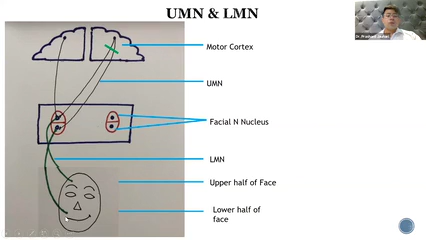 UMN & LMN
Motor Cortex
UMN
Facial N Nucleus
LMN
Upper half of Face
Lower half of
face